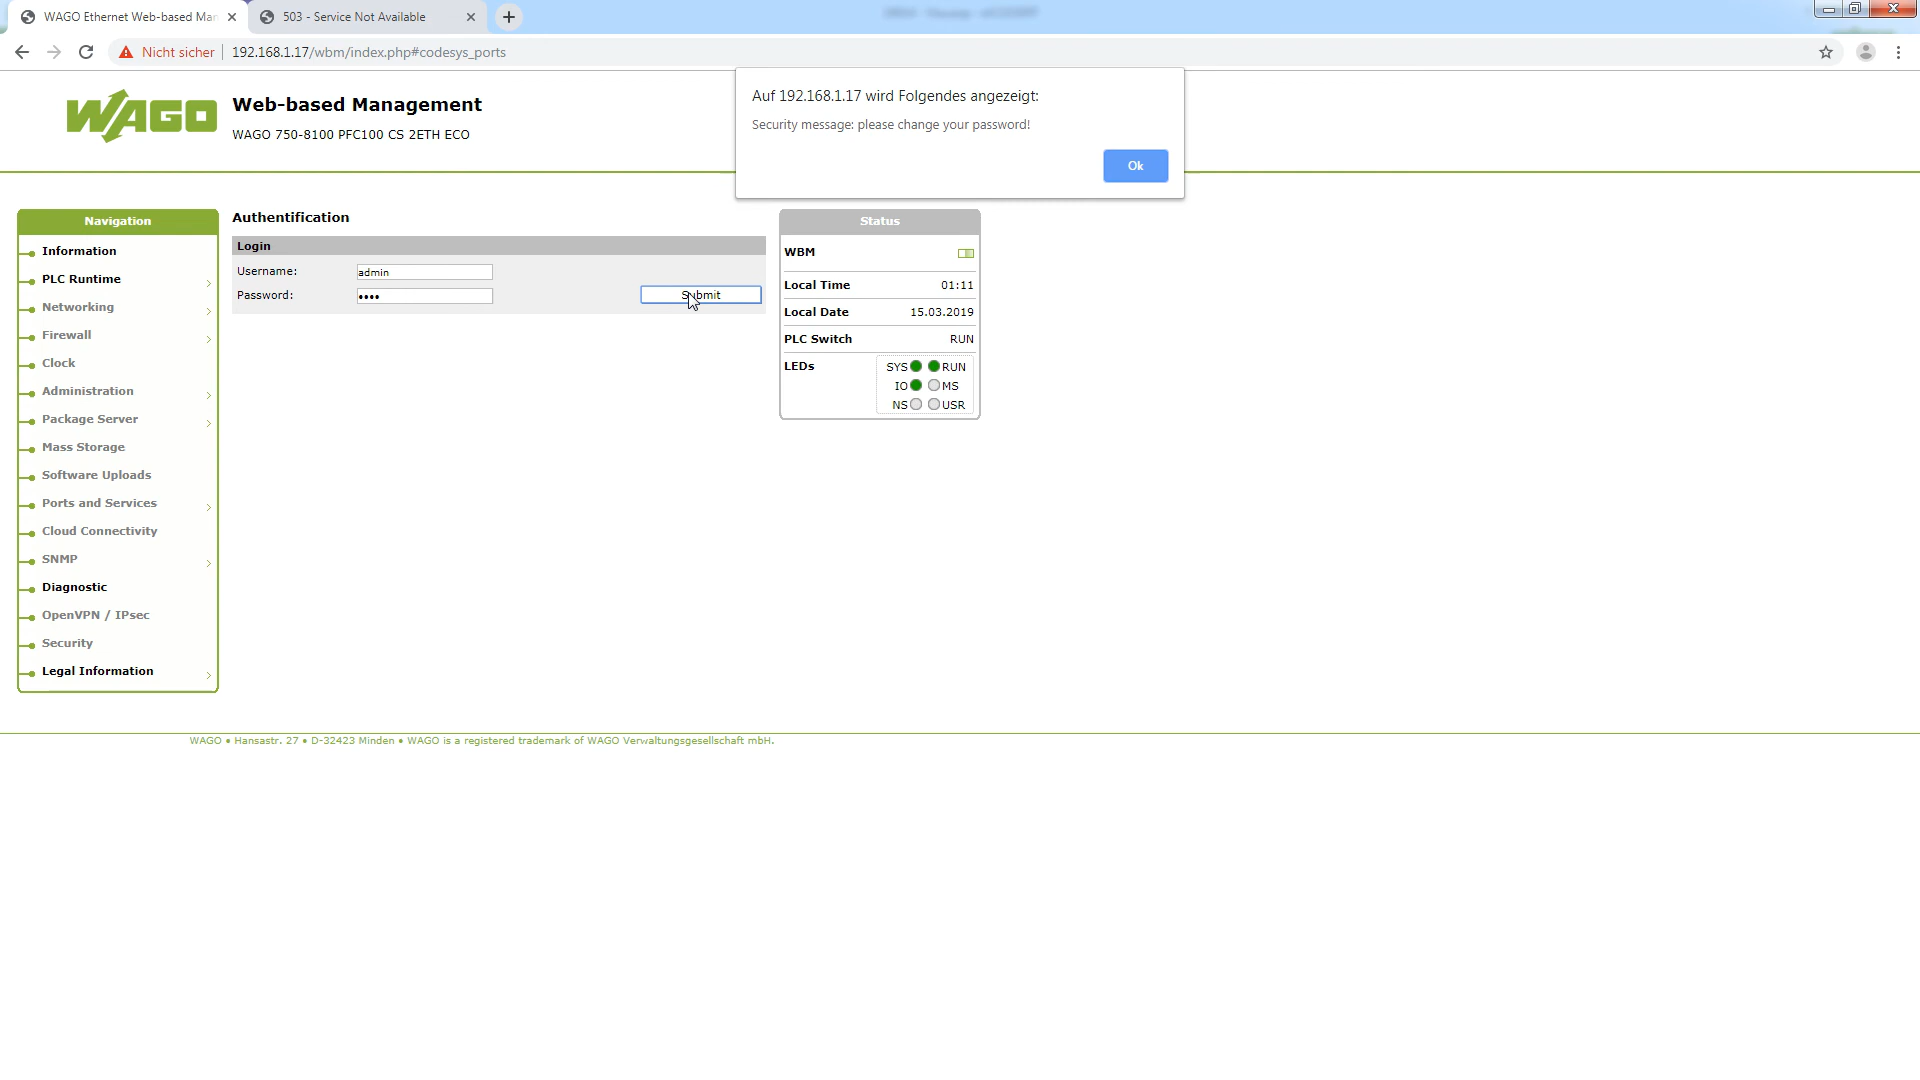 WAGO Ethernet Web-based Man
503 - Service Not Available
Nicht sicher
192.168.1.17/wbm/index.php#codesys_ports
Auf 192.168.1.17 wird Folgendes angezeigt:
Security message: please change your password!
Ok
WAGO
Web-based Management
WAGO 750-8100 PFC100 CS 2ETH ECO
Navigation
Information
PLC Runtime
Networking
Firewall
Clock
Administration
Package Server
Mass Storage
Software Uploads
Ports and Services
Cloud Connectivity
SNMP
Diagnostic
OpenVPN / IPsec
Security
Legal Information
Authentification
Login
Username:
admin
Password:
••••
Submit
Status
WBM
Local Time 01:11
Local Date 15.03.2019
PLC Switch RUN
LEDs
SYS RUN
IO MS
NS USR
WAGO • Hansastr. 27 • D-32423 Minden • WAGO is a registered trademark of WAGO Verwaltungsgesellschaft mbH.